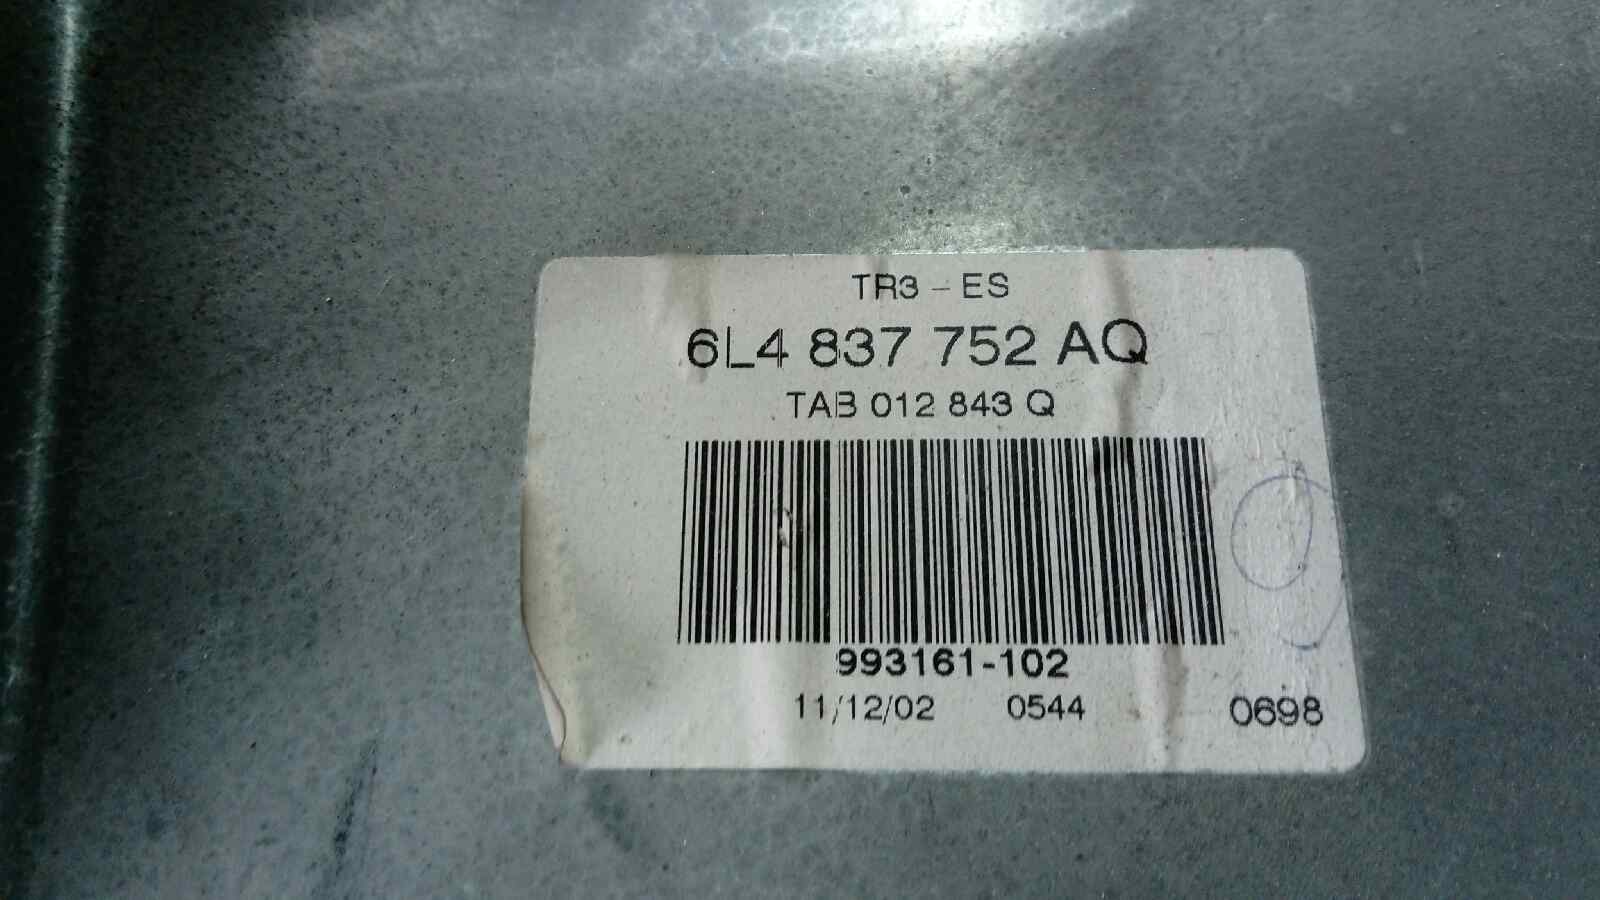 TR3 - ES
6L4 837 752 AQ
TAB 012 843 Q
993161-102
11/12/02 0544 0698